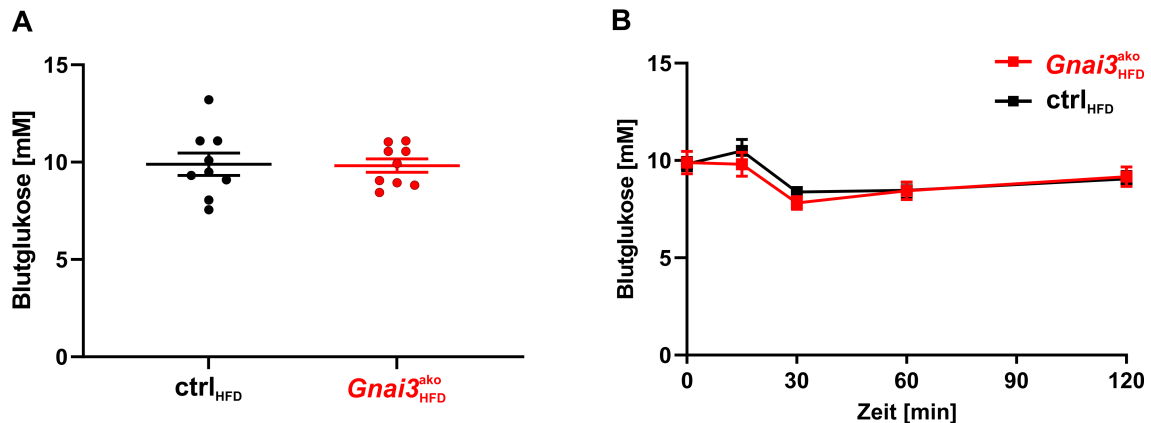 A
Blutglukose [mM]
15
10
5
0
ctrlHFD
Gnai3akoHFD
B
Blutglukose [mM]
15
10
5
0
Gnai3akoHFD
ctrlHFD
0 30 60 90 120
Zeit [min]